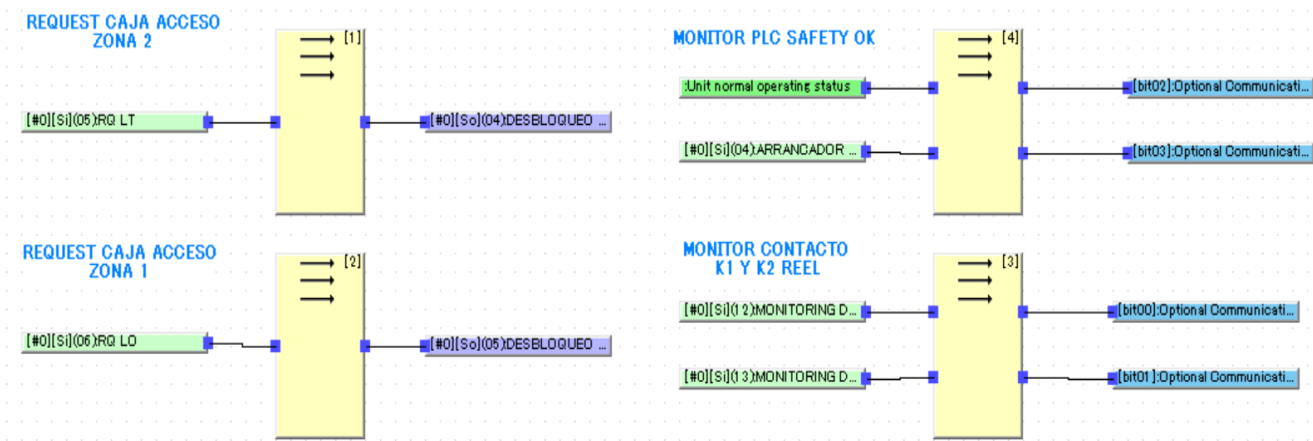 REQUEST CAJA ACCESO
ZONA 2
[1]
[#0][Si](05):RQ LT
[#0][So](04):DESBLOQUEO ...
MONITOR PLC SAFETY OK
[4]
:Unit normal operating status
[bit02]:Optional Communicati...
[#0][Si](04):ARRANCADOR ...
[bit03]:Optional Communicati...
REQUEST CAJA ACCESO
ZONA 1
[2]
[#0][Si](06):RQ LO
[#0][So](05):DESBLOQUEO ...
MONITOR CONTACTO
K1 Y K2 REEL
[3]
[#0][Si](12):MONITORING D...
[bit00]:Optional Communicati...
[#0][Si](13):MONITORING D...
[bit01]:Optional Communicati...